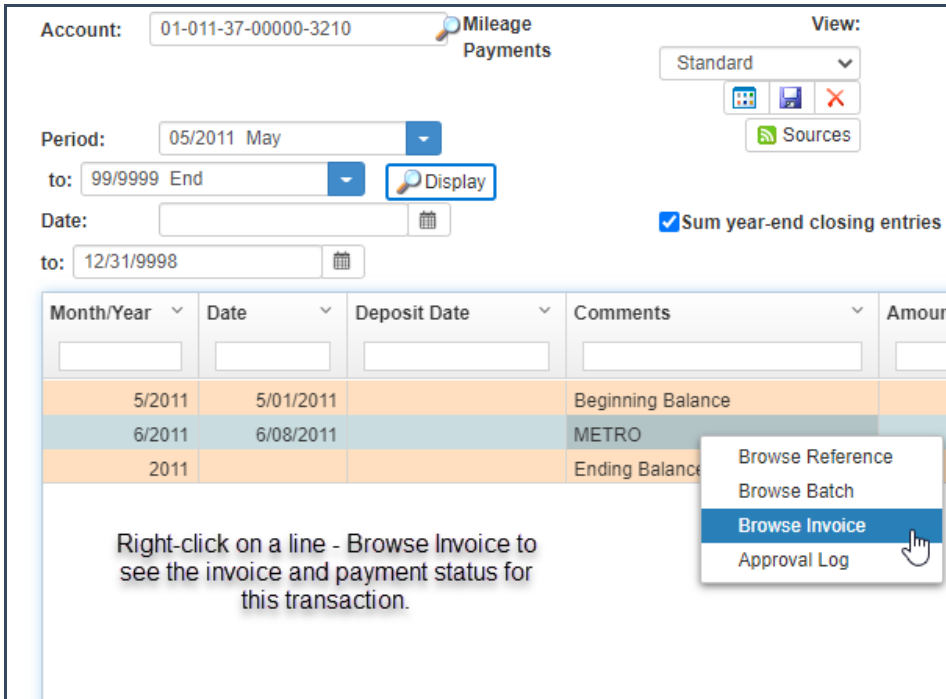 Account: 01-011-37-00000-3210 Mileage Payments View:
Standard
Period: 05/2011 May Sources
to: 99/9999 End Display
Date: Sum year-end closing entries
to: 12/31/9998
Month/Year Date Deposit Date Comments Amoun
5/2011 5/01/2011 Beginning Balance
6/2011 6/08/2011 METRO
2011 Ending Balance
Browse Reference
Browse Batch
Browse Invoice
Approval Log
Right-click on a line - Browse Invoice to
see the invoice and payment status for
this transaction.